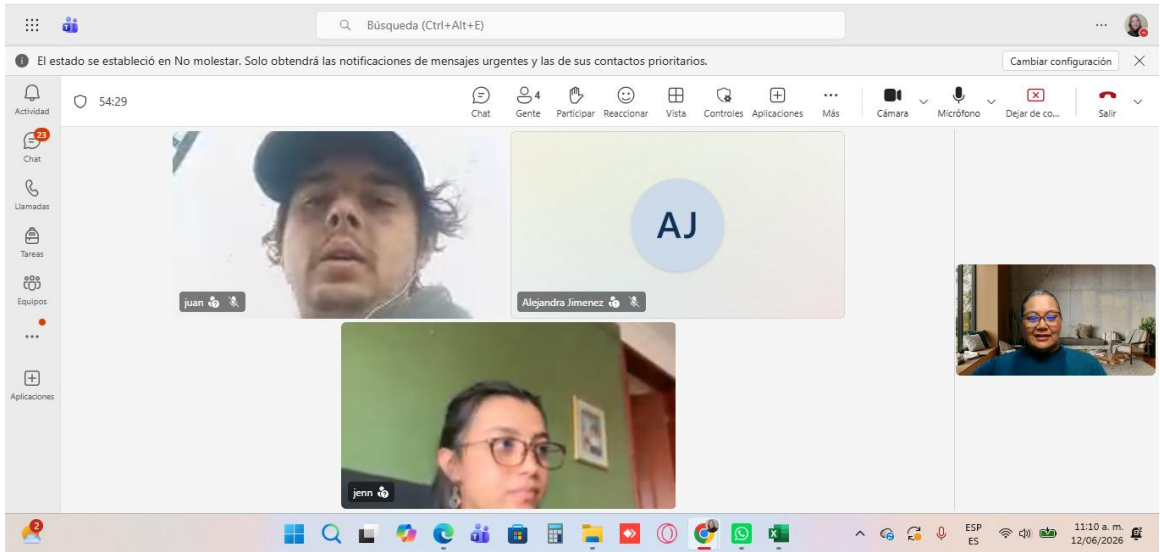 Búsqueda (Ctrl+Alt+E)
El estado se estableció en No molestar. Solo obtendrá las notificaciones de mensajes urgentes y las de sus contactos prioritarios.
Cambiar configuración
Actividad
54:29
4
Chat
Gente
Participar
Reaccionar
Vista
Controles
Aplicaciones
Más
Cámara
Micrófono
Dejar de co...
Salir
23
Chat
Llamadas
Tareas
Equipos
Aplicaciones
juan
AJ
Alejandra Jimenez
jenn
2
ESP
ES
11:10 a. m.
12/06/2026